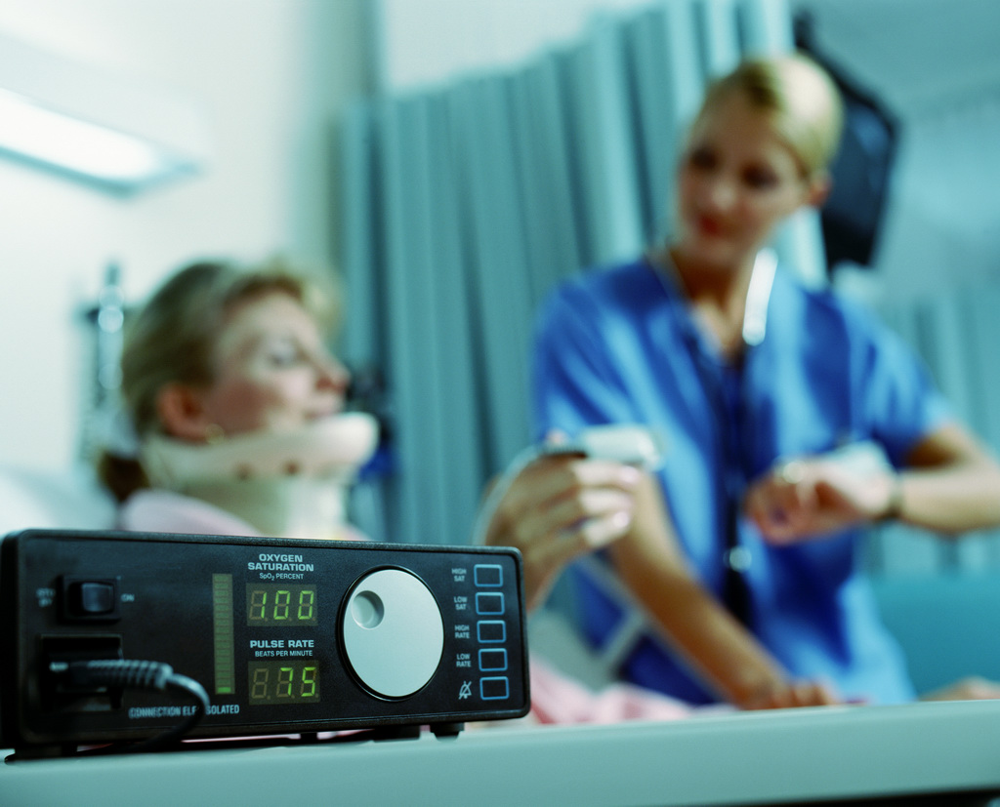 OXYGEN
SATURATION
SpO₂ PERCENT
100
PULSE RATE
BEATS PER MINUTE
75
HIGH
SAT
LOW
SAT
HIGH
RATE
LOW
RATE
ON
CONNECTION